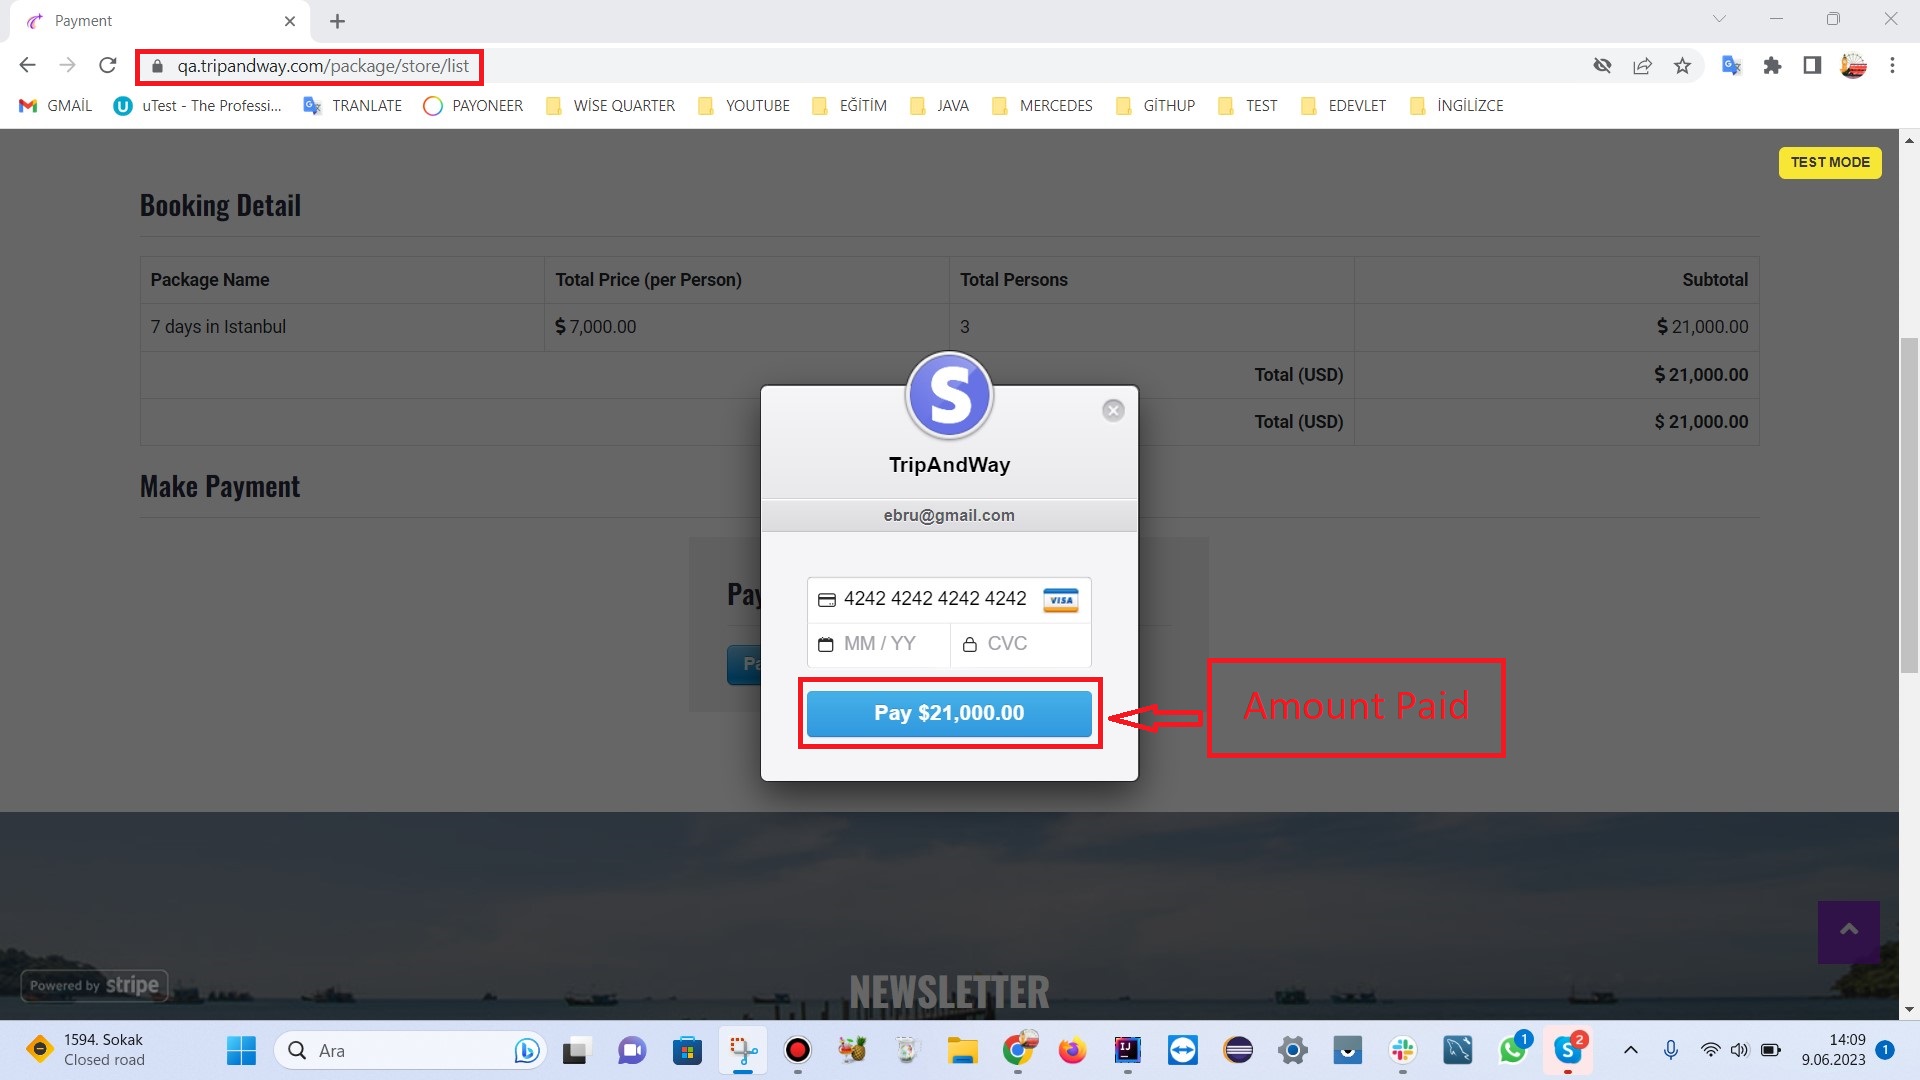 Payment
qa.tripandway.com/package/store/list
GMAİL
uTest - The Professi...
TRANLATE
PAYONEER
WİSE QUARTER
YOUTUBE
EĞİTİM
JAVA
MERCEDES
GİTHUP
TEST
EDEVLET
İNGİLİZCE
TEST MODE
Booking Detail
Package Name Total Price (per Person) Total Persons Subtotal
7 days in Istanbul $ 7,000.00 3 $ 21,000.00
Total (USD) $ 21,000.00
Total (USD) $ 21,000.00
S
TripAndWay
ebru@gmail.com
Make Payment
Pay
4242 4242 4242 4242 VISA
MM / YY CVC
Pay $21,000.00
Amount Paid
NEWSLETTER
Powered by stripe
1594. Sokak
Closed road
Ara
IJ
1
S 2
14:09
9.06.2023
1